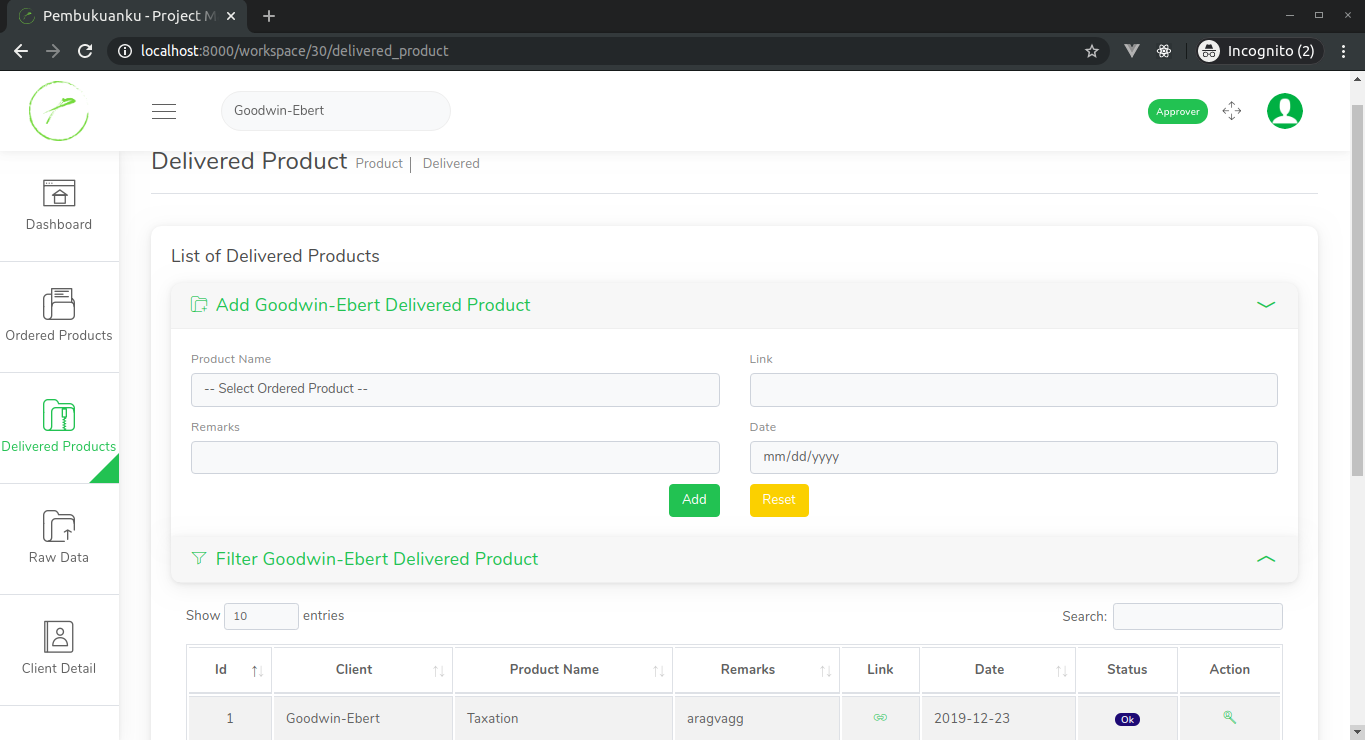 Pembukuanku - Project M
localhost:8000/workspace/30/delivered_product
Incognito (2)
Goodwin-Ebert
Approver
Delivered Product Product Delivered
Dashboard
Ordered Products
Delivered Products
Raw Data
Client Detail
List of Delivered Products
Add Goodwin-Ebert Delivered Product
Product Name
Link
-- Select Ordered Product --
Remarks
Date
mm/dd/yyyy
Add
Reset
Filter Goodwin-Ebert Delivered Product
Show 10 entries
Search:
Id Client Product Name Remarks Link Date Status Action
1 Goodwin-Ebert Taxation aragvagg 2019-12-23 Ok